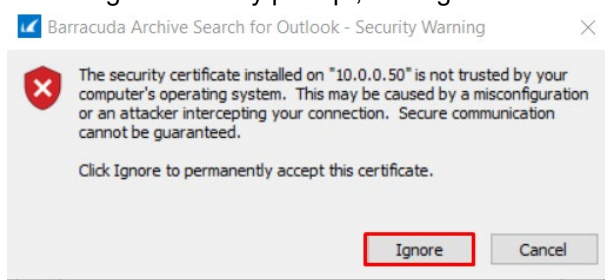 Barracuda Archive Search for Outlook - Security Warning
The security certificate installed on "10.0.0.50" is not trusted by your
computer's operating system. This may be caused by a misconfiguration
or an attacker intercepting your connection. Secure communication
cannot be guaranteed.
Click Ignore to permanently accept this certificate.
Ignore Cancel